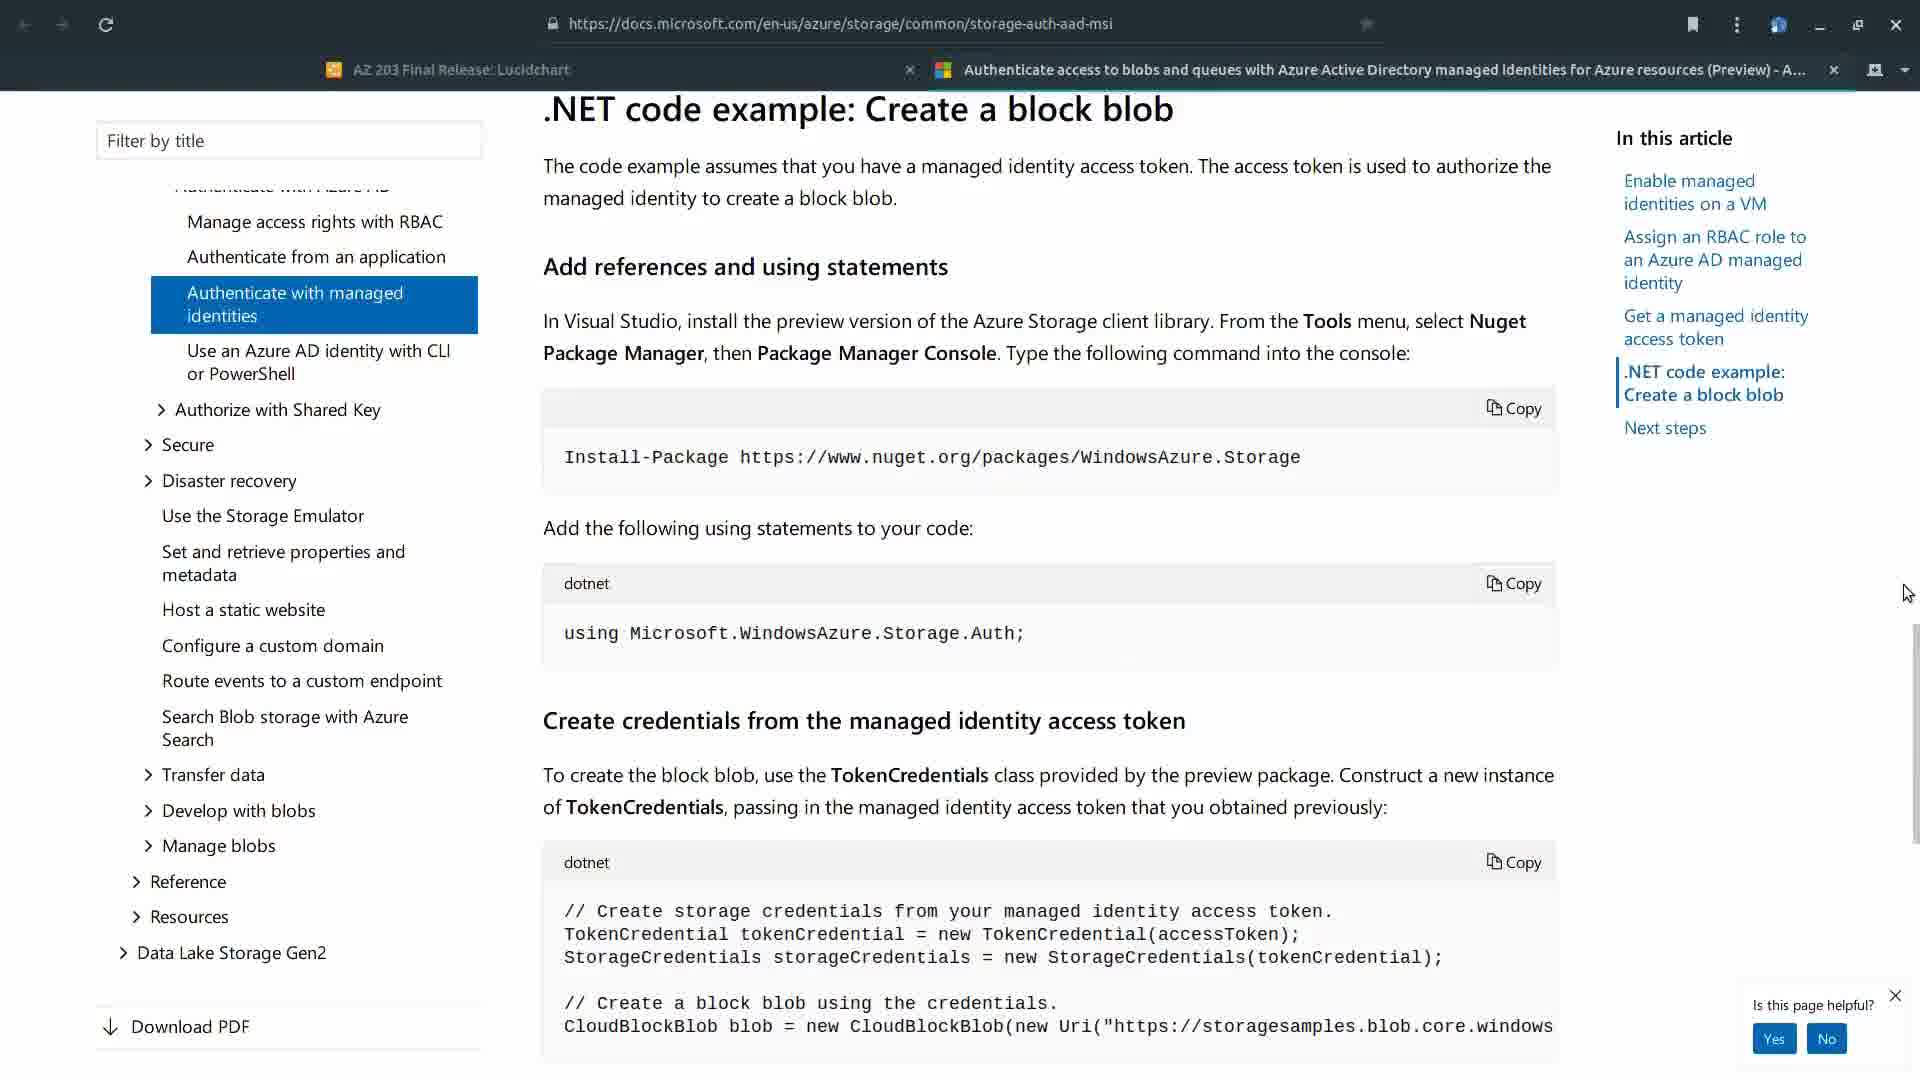 https://docs.microsoft.com/en-us/azure/storage/common/storage-auth-aad-msi
AZ 203 Final Release: Lucidchart
Authenticate access to blobs and queues with Azure Active Directory managed identities for Azure resources (Preview) - A...
Filter by title
Authenticate with Azure AD
Manage access rights with RBAC
Authenticate from an application
Authenticate with managed
identities
Use an Azure AD identity with CLI
or PowerShell
Authorize with Shared Key
Secure
Disaster recovery
Use the Storage Emulator
Set and retrieve properties and
metadata
Host a static website
Configure a custom domain
Route events to a custom endpoint
Search Blob storage with Azure
Search
Transfer data
Develop with blobs
Manage blobs
Reference
Resources
Data Lake Storage Gen2
Download PDF
.NET code example: Create a block blob
The code example assumes that you have a managed identity access token. The access token is used to authorize the
managed identity to create a block blob.
Add references and using statements
In Visual Studio, install the preview version of the Azure Storage client library. From the Tools menu, select Nuget
Package Manager, then Package Manager Console. Type the following command into the console:
Copy
Install-Package https://www.nuget.org/packages/WindowsAzure.Storage
Add the following using statements to your code:
dotnet
Copy
using Microsoft.WindowsAzure.Storage.Auth;
Create credentials from the managed identity access token
To create the block blob, use the TokenCredentials class provided by the preview package. Construct a new instance
of TokenCredentials, passing in the managed identity access token that you obtained previously:
dotnet
Copy
// Create storage credentials from your managed identity access token.
TokenCredential tokenCredential = new TokenCredential(accessToken);
StorageCredentials storageCredentials = new StorageCredentials(tokenCredential);
// Create a block blob using the credentials.
CloudBlockBlob blob = new CloudBlockBlob(new Uri("https://storagesamples.blob.core.windows
In this article
Enable managed
identities on a VM
Assign an RBAC role to
an Azure AD managed
identity
Get a managed identity
access token
.NET code example:
Create a block blob
Next steps
Is this page helpful?
Yes
No